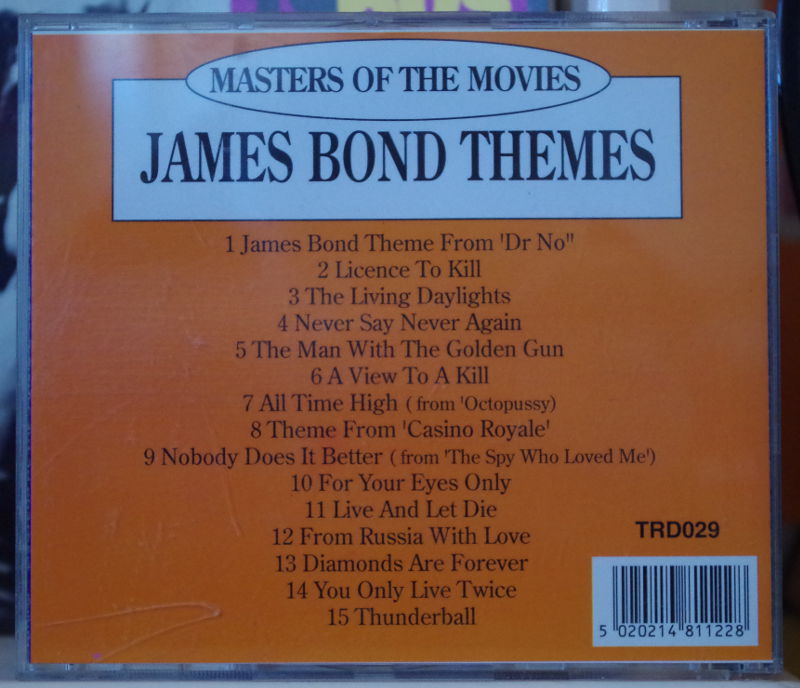 MASTERS OF THE MOVIES
JAMES BOND THEMES
1 James Bond Theme From 'Dr No"
2 Licence To Kill
3 The Living Daylights
4 Never Say Never Again
5 The Man With The Golden Gun
6 A View To A Kill
7 All Time High ( from 'Octopussy)
8 Theme From 'Casino Royale'
9 Nobody Does It Better ( from 'The Spy Who Loved Me')
10 For Your Eyes Only
11 Live And Let Die
12 From Russia With Love
13 Diamonds Are Forever
14 You Only Live Twice
15 Thunderball
TRD029
5 020214 811228